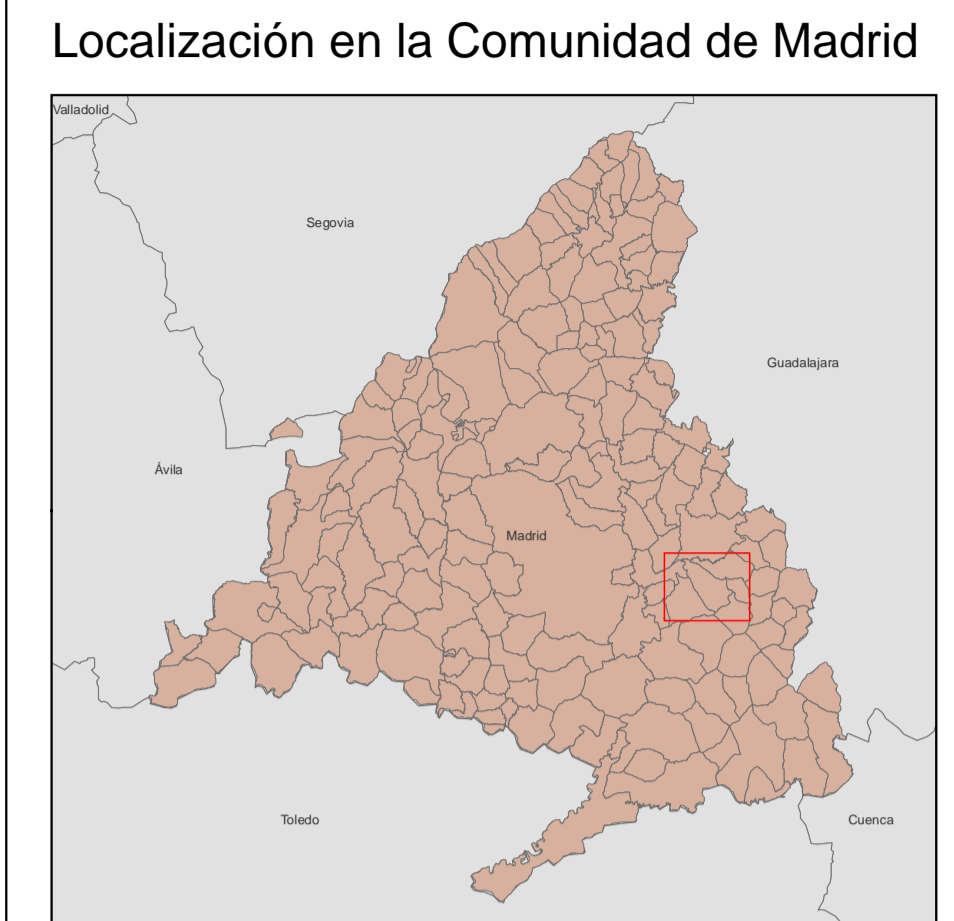 Localización en la Comunidad de Madrid
Valladolid
Segovia
Guadalajara
Ávila
Madrid
Toledo
Cuenca